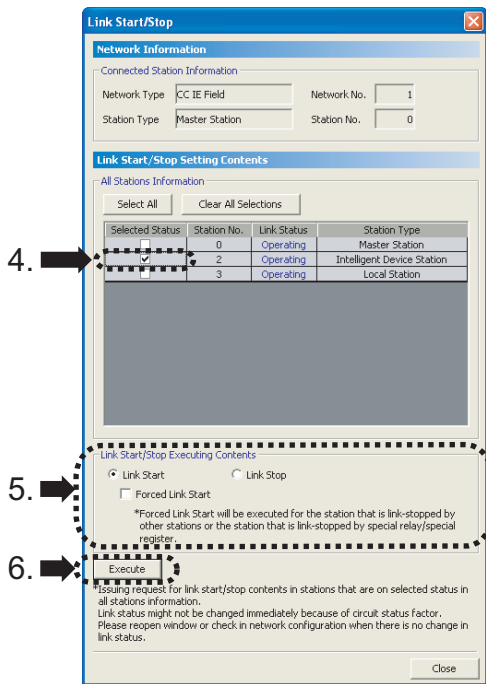 Link Start/Stop
Network Information
Connected Station Information
Network Type CC IE Field Network No. 1
Station Type Master Station Station No. 0
Link Start/Stop Setting Contents
All Stations Information
Select All Clear All Selections
Selected Status Station No. Link Status Station Type
0 Operating Master Station
4. 2 Operating Intelligent Device Station
3 Operating Local Station
Link Start/Stop Executing Contents
Link Start Link Stop
5. Forced Link Start
*Forced Link Start will be executed for the station that is link-stopped by
other stations or the station that is link-stopped by special relay/special
register.
6. Execute
*Issuing request for link start/stop contents in stations that are on selected status in
all stations information.
Link status might not be changed immediately because of circuit status factor.
Please reopen window or check in network configuration when there is no change in
link status.
Close